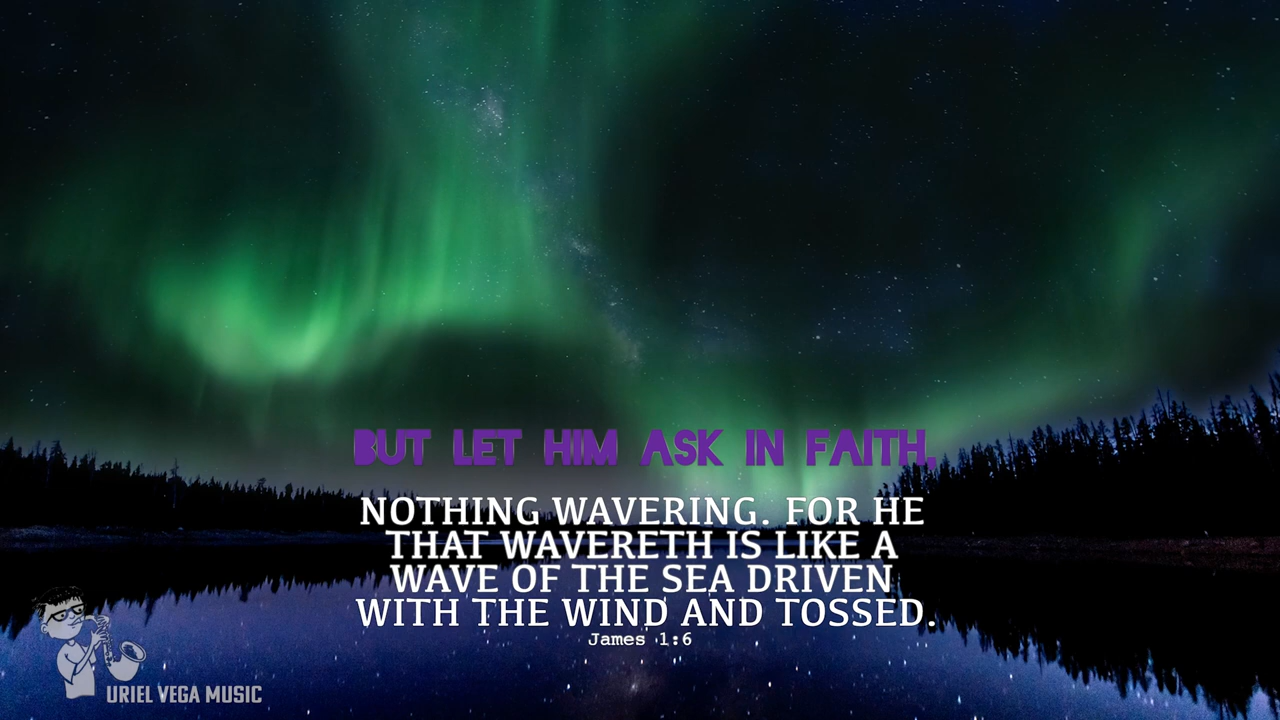 BUT LET HIM ASK IN FAITH,
NOTHING WAVERING. FOR HE
THAT WAVERETH IS LIKE A
WAVE OF THE SEA DRIVEN
WITH THE WIND AND TOSSED.
James 1:6
URIEL VEGA MUSIC